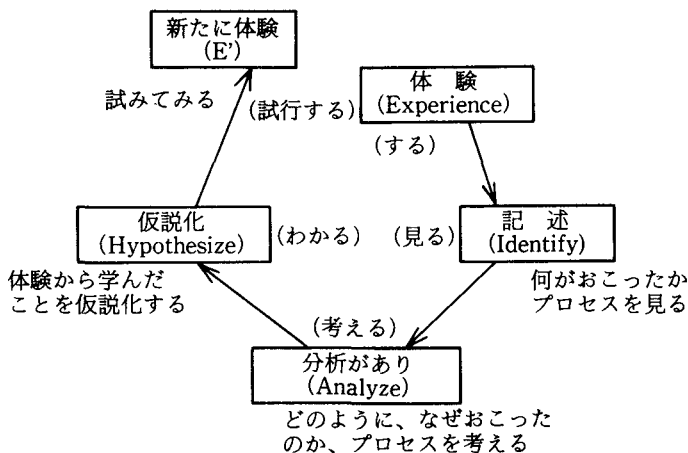 新たに体験
(E')
体　験
(Experience)
試みてみる
(試行する)
(する)
仮説化
(Hypothesize)
(わかる)
(見る)
記　述
(Identify)
体験から学んだ
ことを仮説化する
何がおこったか
プロセスを見る
(考える)
分析があり
(Analyze)
どのように、なぜおこった
のか、プロセスを考える